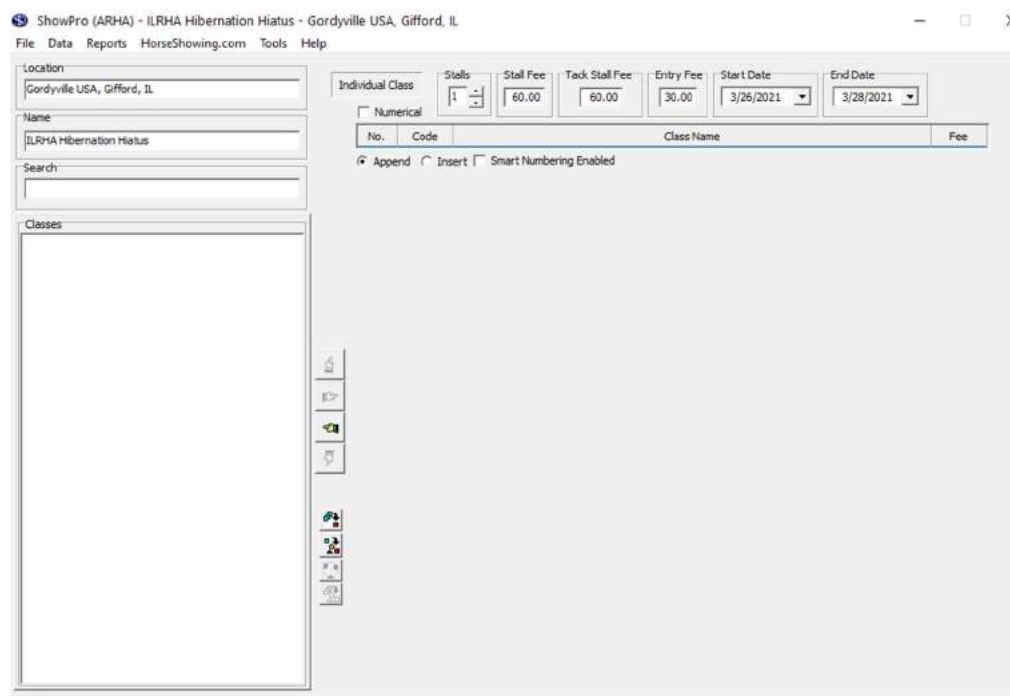 ShowPro (ARHA) - ILRHA Hibernation Hiatus - Gordyville USA, Gifford, IL
File Data Reports HorseShowing.com Tools Help
Location
Gordyville USA, Gifford, IL
Name
ILRHA Hibernation Hiatus
Search
Classes
Individual Class
Stalls
1
Stall Fee
60.00
Tack Stall Fee
60.00
Entry Fee
30.00
Start Date
3/26/2021
End Date
3/28/2021
Numerical
No. Code Class Name Fee
Append Insert Smart Numbering Enabled